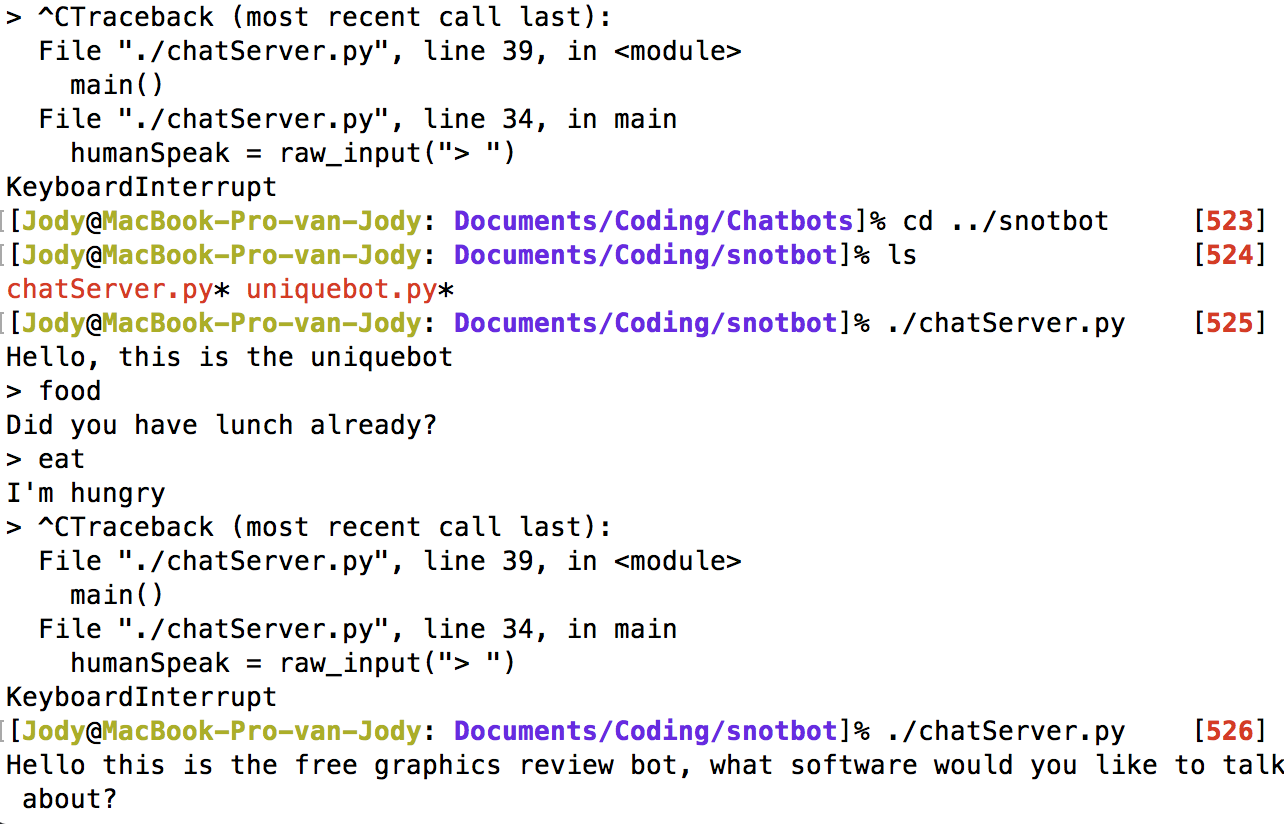 > ^CTraceback (most recent call last):
  File "./chatServer.py", line 39, in <module>
    main()
  File "./chatServer.py", line 34, in main
    humanSpeak = raw_input("> ")
KeyboardInterrupt
[[Jody@MacBook-Pro-van-Jody: Documents/Coding/Chatbots]% cd ../snotbot     [523]
[[Jody@MacBook-Pro-van-Jody: Documents/Coding/snotbot]% ls                 [524]
chatServer.py* uniquebot.py*
[[Jody@MacBook-Pro-van-Jody: Documents/Coding/snotbot]% ./chatServer.py    [525]
Hello, this is the uniquebot
> food
Did you have lunch already?
> eat
I'm hungry
> ^CTraceback (most recent call last):
  File "./chatServer.py", line 39, in <module>
    main()
  File "./chatServer.py", line 34, in main
    humanSpeak = raw_input("> ")
KeyboardInterrupt
[[Jody@MacBook-Pro-van-Jody: Documents/Coding/snotbot]% ./chatServer.py    [526]
Hello this is the free graphics review bot, what software would you like to talk
 about?